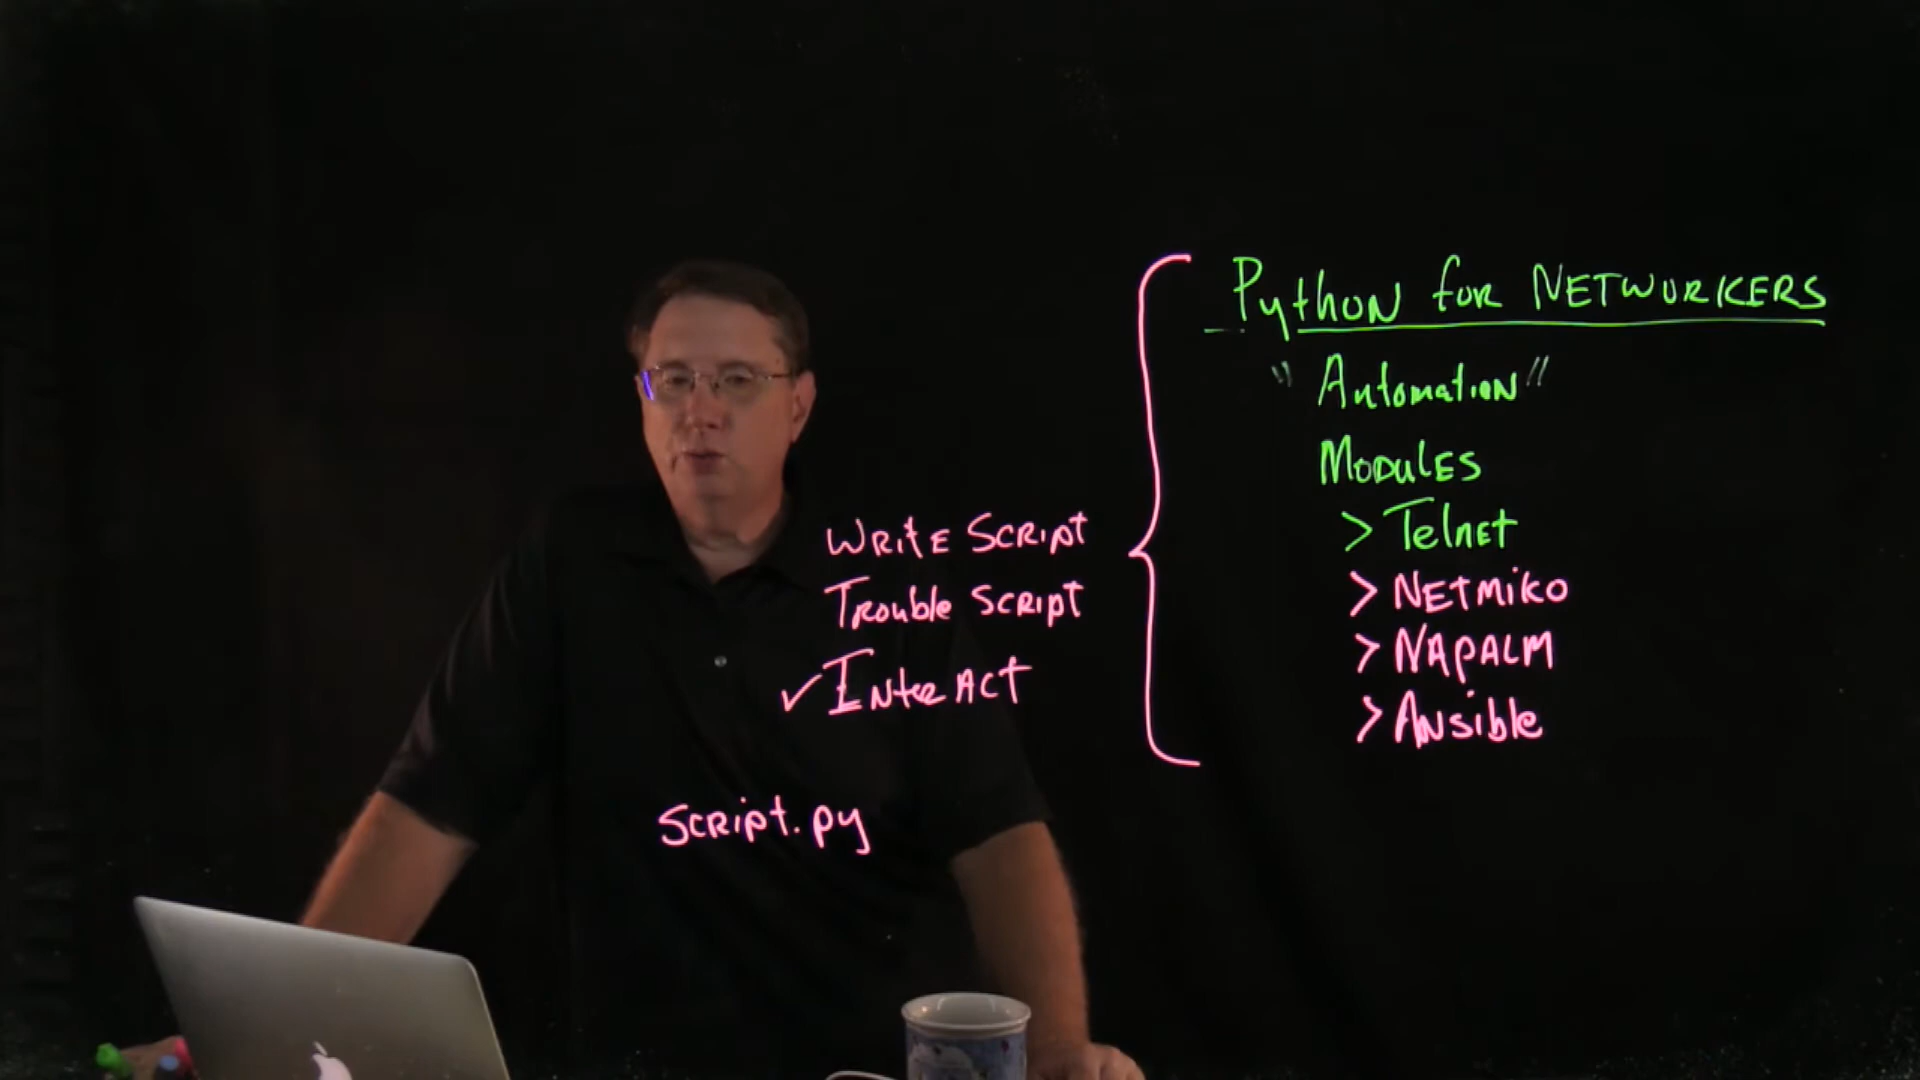 Python for NETWORKERS
"Automation"
Modules
> Telnet
> NETMIKO
> NAPALM
> Ansible
Write Script
Trouble Script
✓ InterAct
Script.py